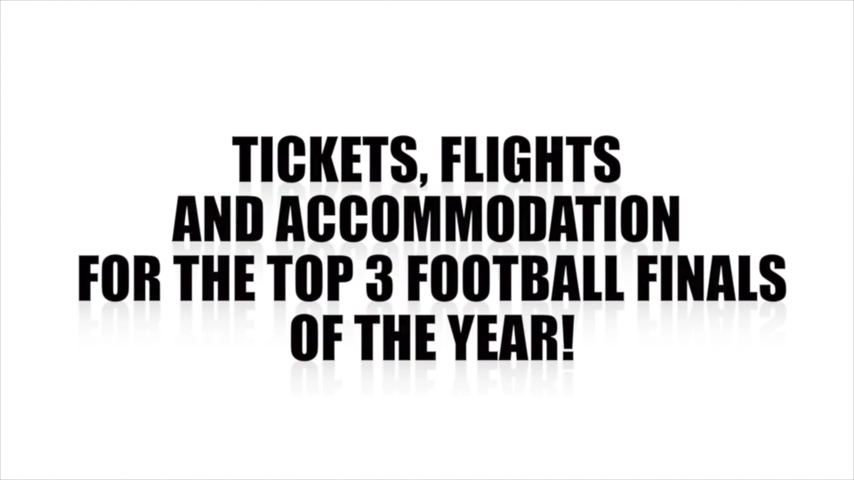 TICKETS, FLIGHTS
AND ACCOMMODATION
FOR THE TOP 3 FOOTBALL FINALS
OF THE YEAR!